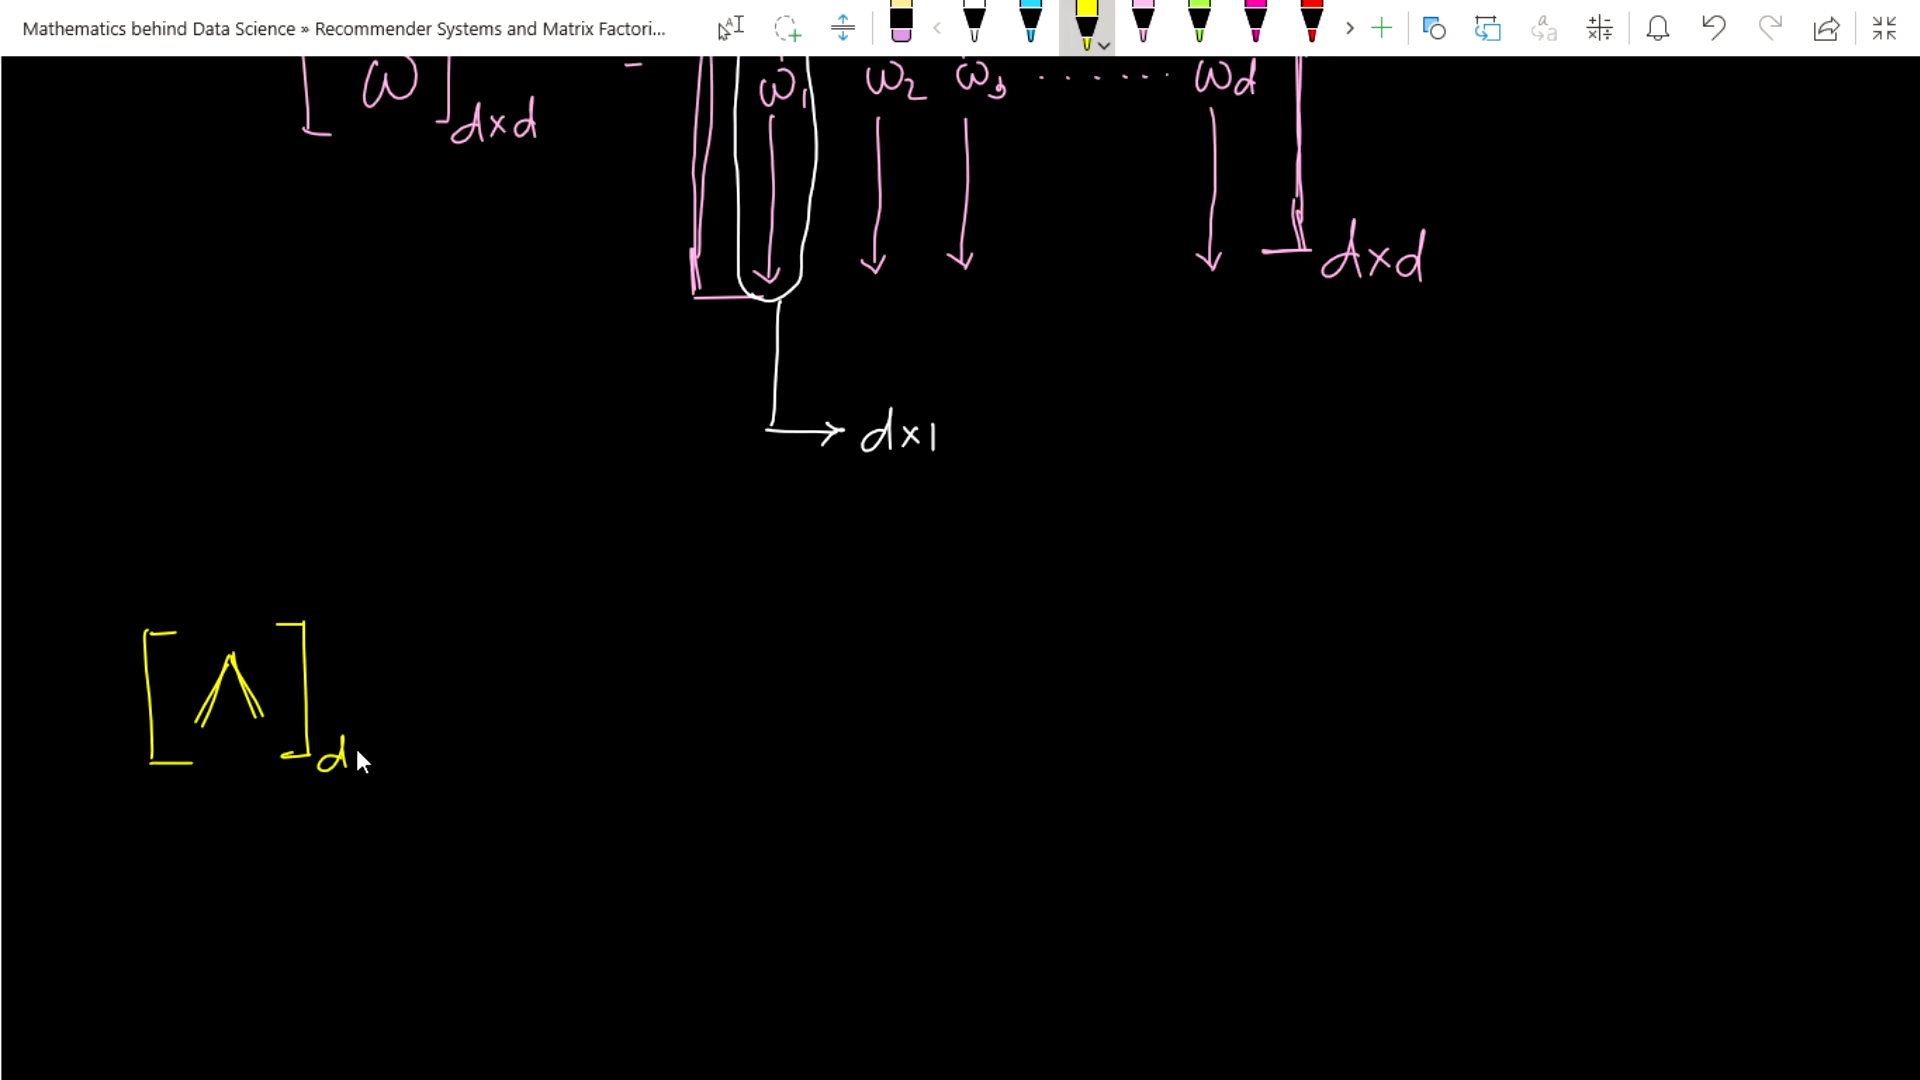 Mathematics behind Data Science » Recommender Systems and Matrix Factori...
[ W ]d×d = [ w1 w2 w3 ....... wd ]d×d
→ d×1
[ Λ ]d